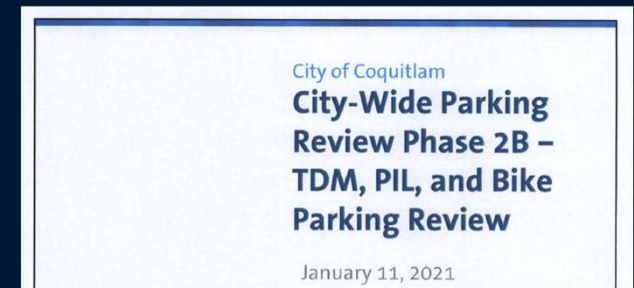 City of Coquitlam
City-Wide Parking
Review Phase 2B –
TDM, PIL, and Bike
Parking Review
January 11, 2021